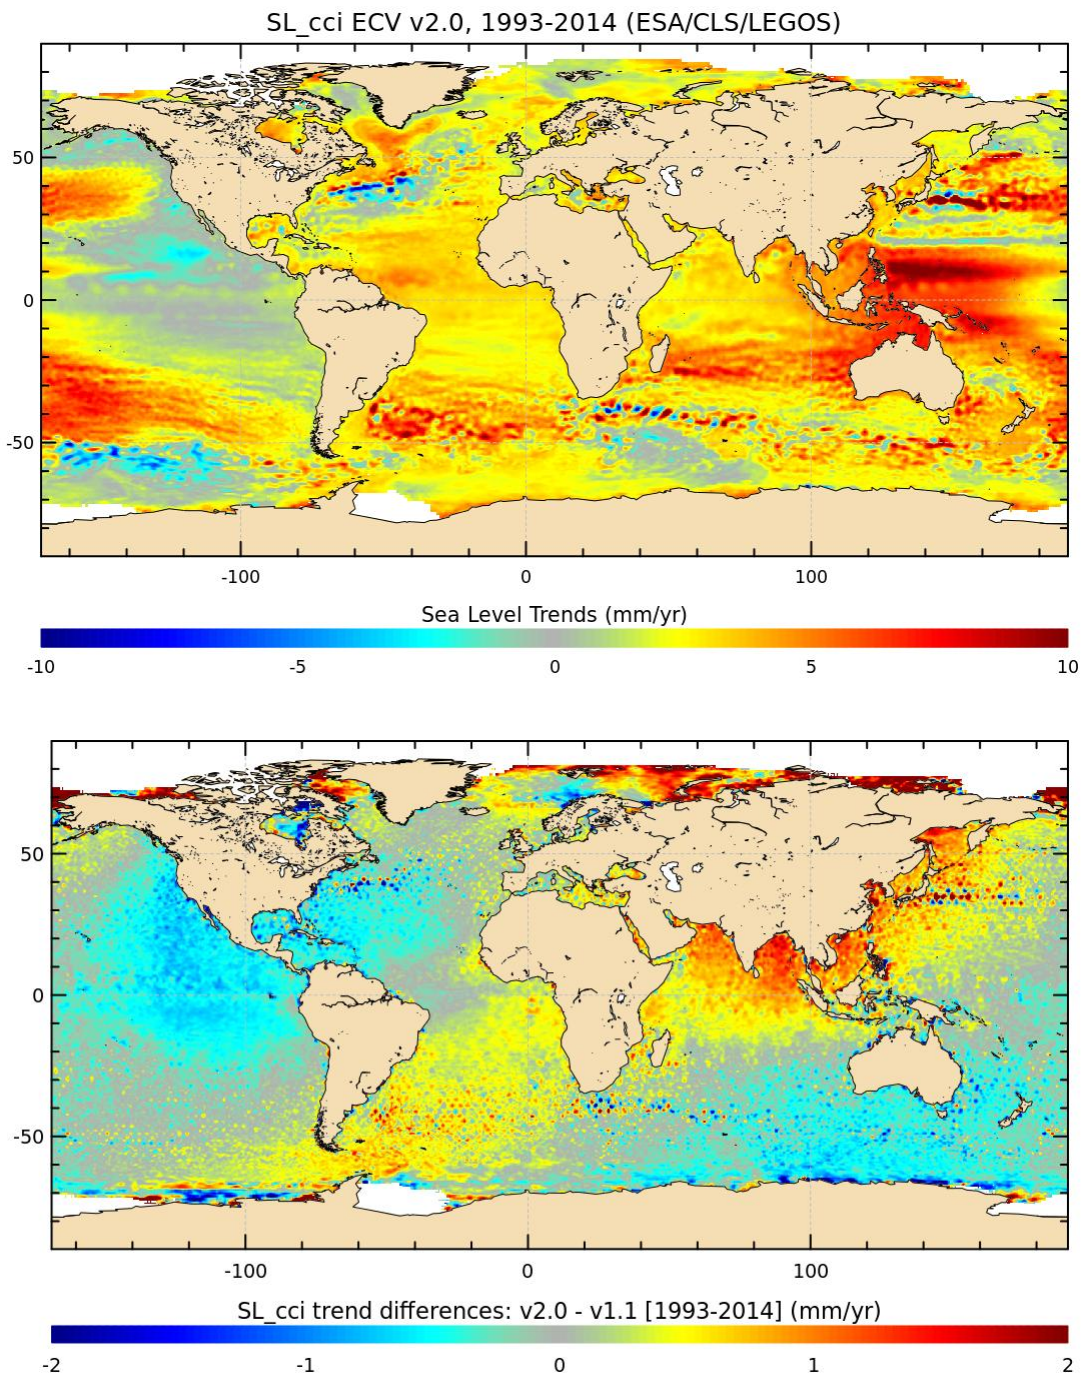 SL_cci ECV v2.0, 1993-2014 (ESA/CLS/LEGOS)
50
0
-50
-100 0 100
Sea Level Trends (mm/yr)
-10 -5 0 5 10
50
0
-50
-100 0 100
SL_cci trend differences: v2.0 - v1.1 [1993-2014] (mm/yr)
-2 -1 0 1 2